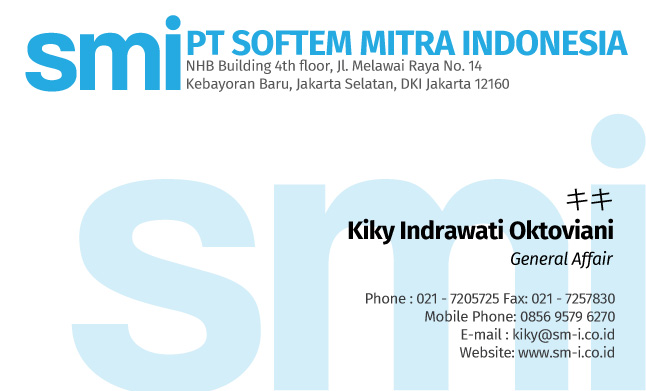 smi
PT SOFTEM MITRA INDONESIA
NHB Building 4th floor, Jl. Melawai Raya No. 14
Kebayoran Baru, Jakarta Selatan, DKI Jakarta 12160
smi
キキ
Kiky Indrawati Oktoviani
General Affair
Phone : 021 - 7205725 Fax: 021 - 7257830
Mobile Phone: 0856 9579 6270
E-mail : kiky@sm-i.co.id
Website: www.sm-i.co.id